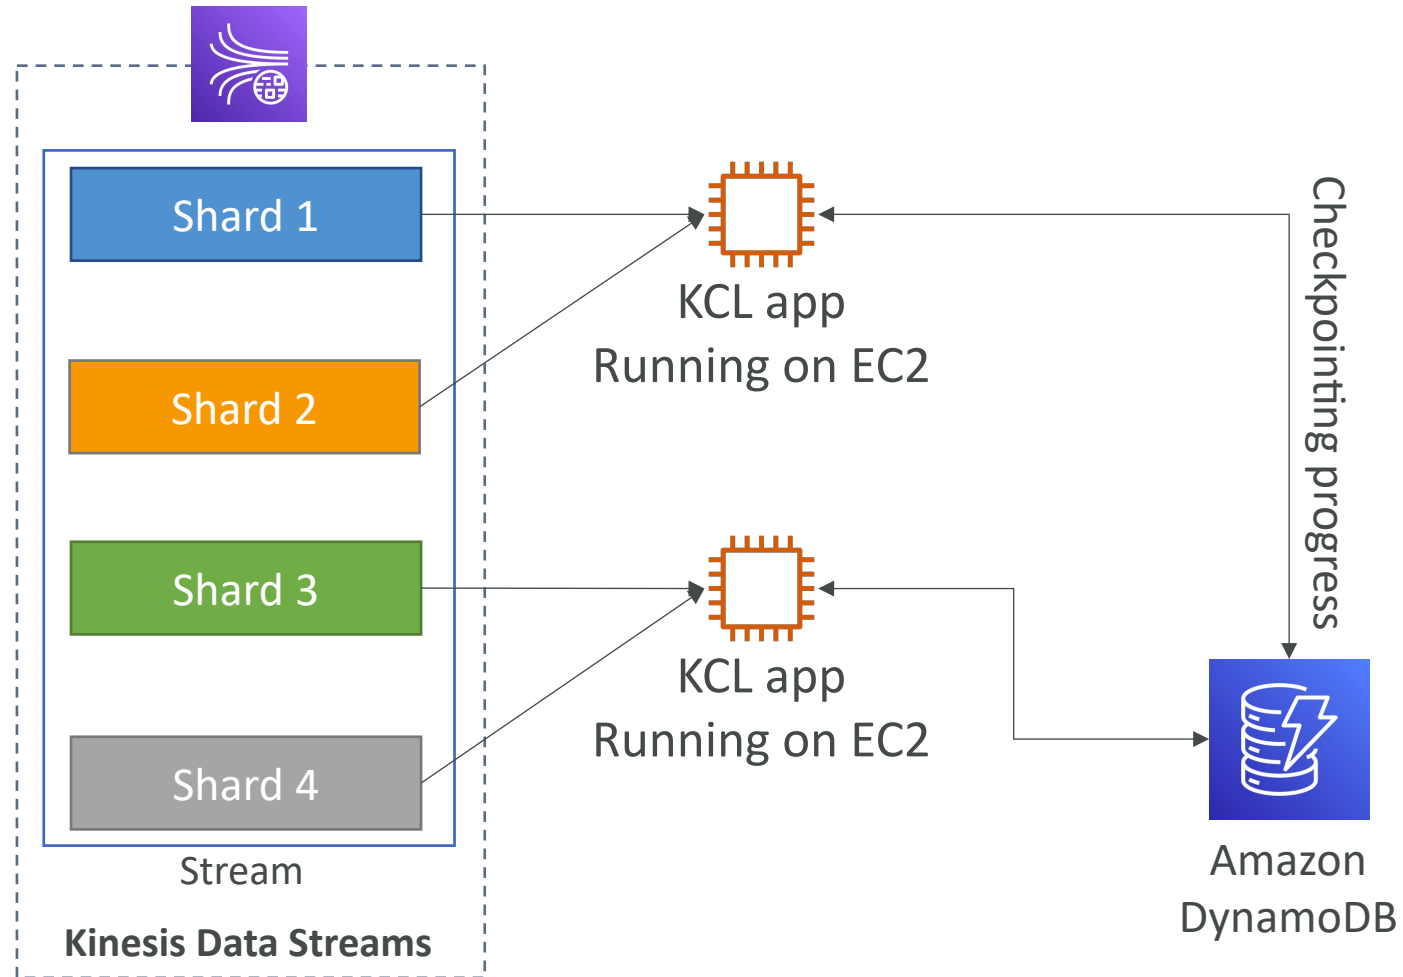 Shard 1
Shard 2
Shard 3
Shard 4
Stream
Kinesis Data Streams
KCL app
Running on EC2
KCL app
Running on EC2
Checkpointing progress
Amazon
DynamoDB